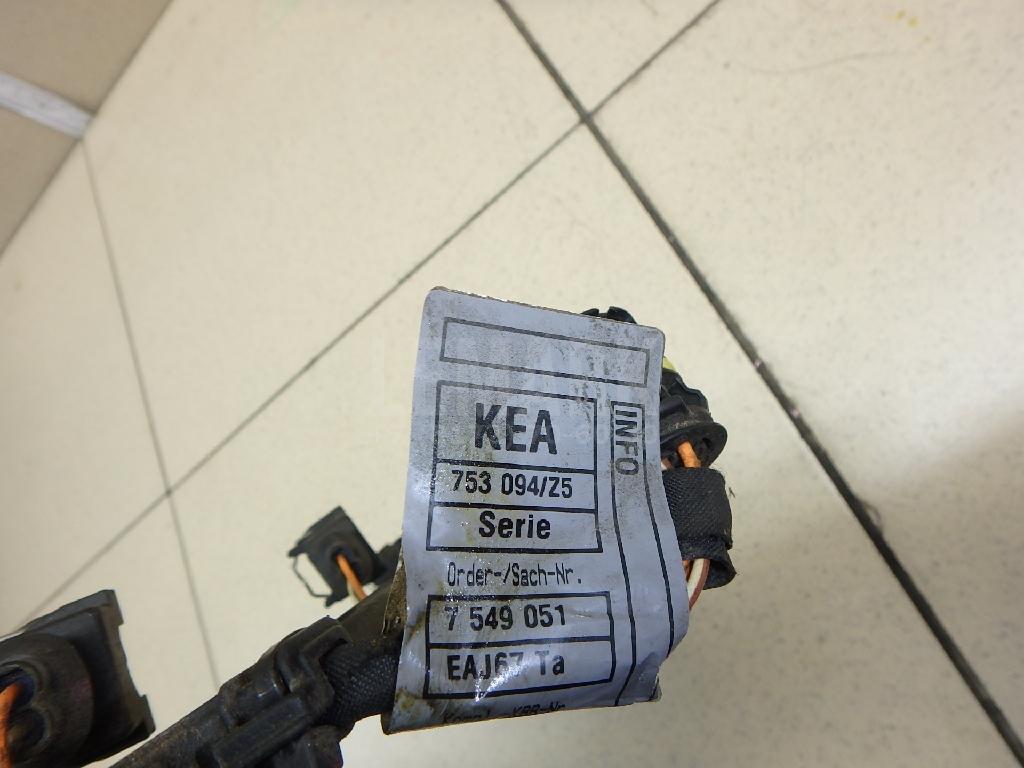 KEA
753 094/Z5
Serie
INFO
Order-/Sach-Nr.
7 549 051
EAJ67 Ta